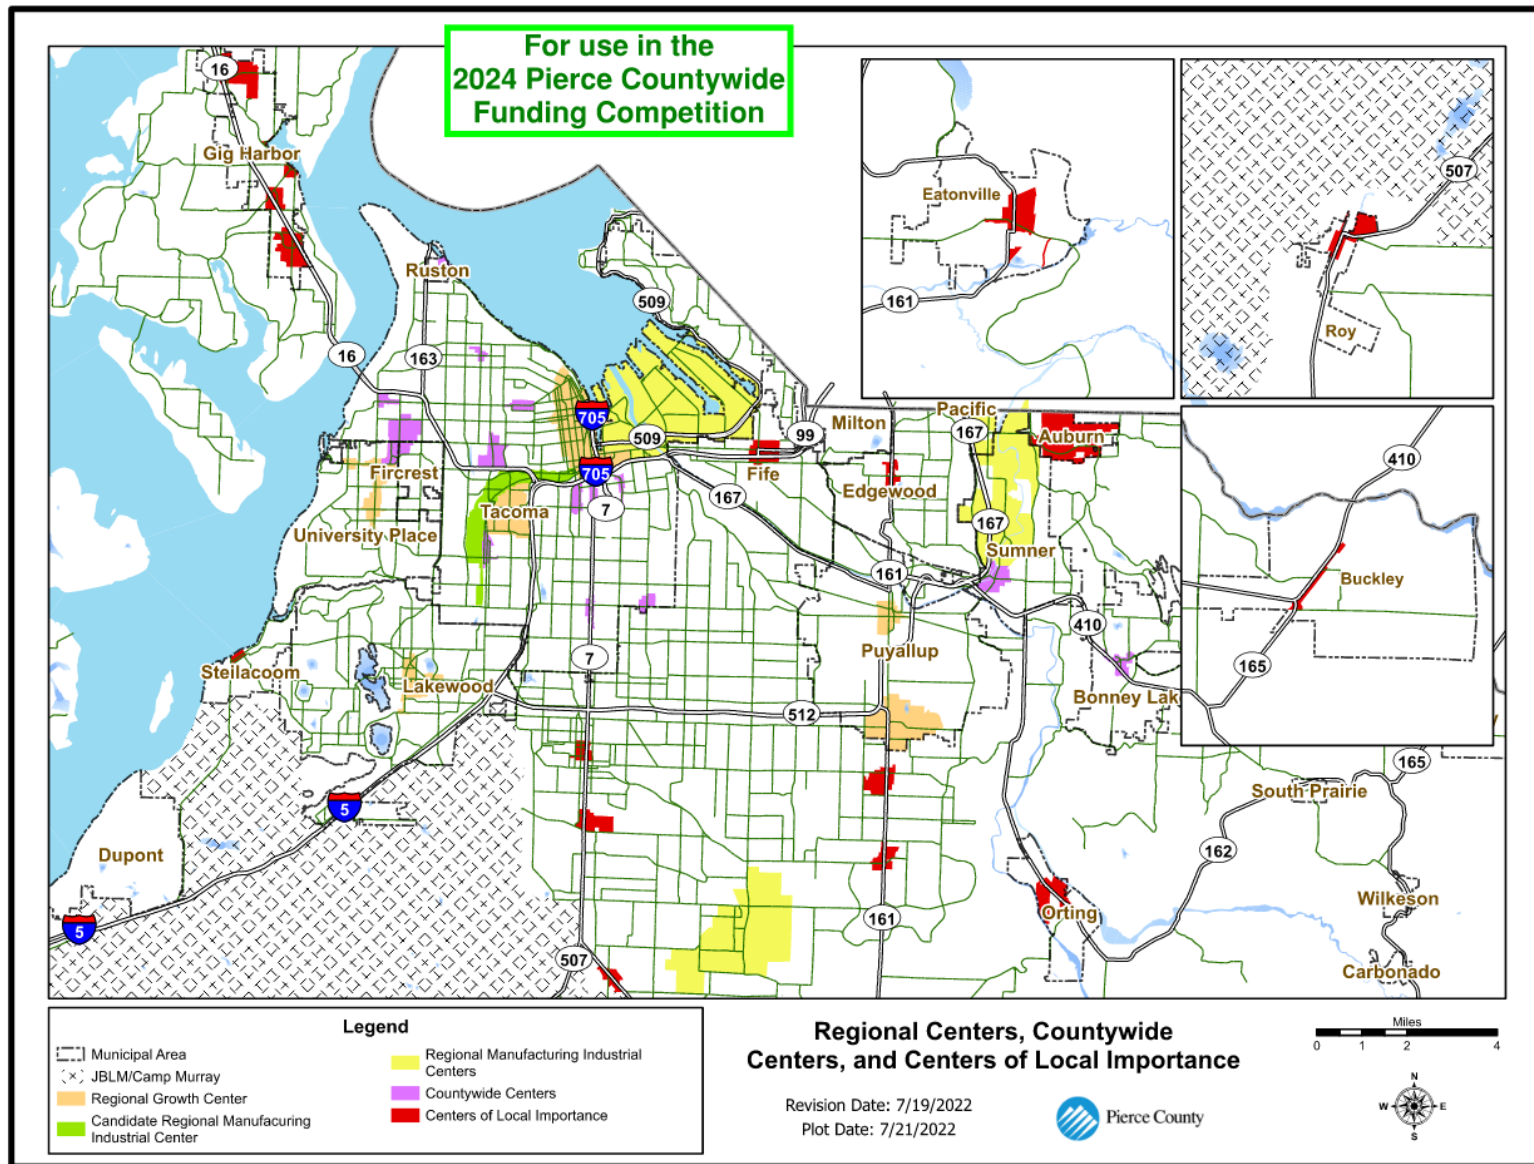 For use in the
2024 Pierce Countywide
Funding Competition
16
Gig Harbor
Ruston
509
16
163
705
509
705
Fircrest
Tacoma
7
University Place
167
Fife
99
Milton
Edgewood
Pacific
167
Auburn
167
Sumner
161
410
Puyallup
Bonney Lak
7
Steilacoom
Lakewood
512
5
Dupont
5
507
161
Orting
162
South Prairie
165
Wilkeson
Carbonado
Eatonville
161
507
Roy
410
Buckley
165
Legend
Municipal Area
JBLM/Camp Murray
Regional Growth Center
Candidate Regional Manufacuring
Industrial Center
Regional Manufacturing Industrial
Centers
Countywide Centers
Centers of Local Importance
Regional Centers, Countywide
Centers, and Centers of Local Importance
Revision Date: 7/19/2022
Plot Date: 7/21/2022
Pierce County
Miles
0 1 2 4
N
W E
S